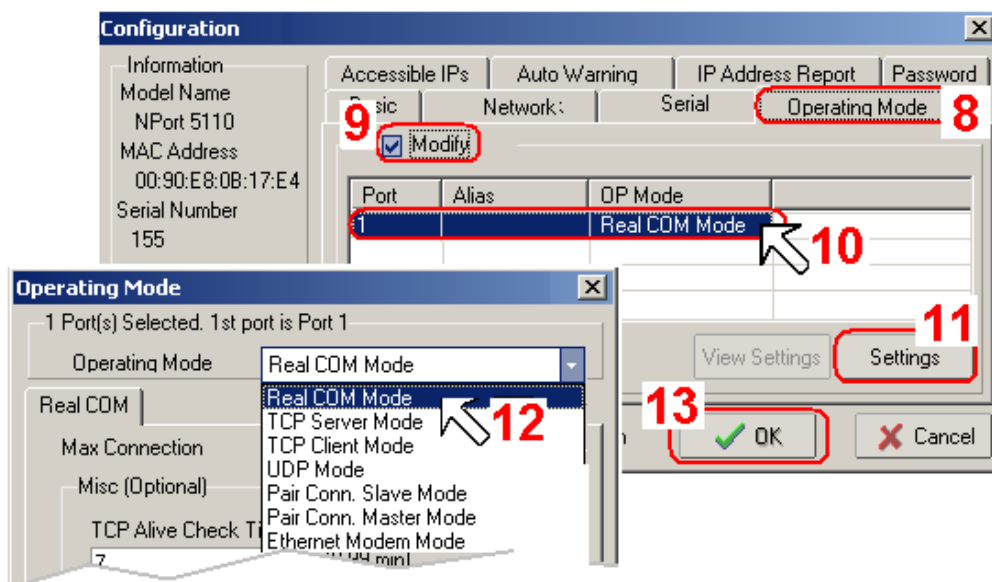 Configuration
Information
Model Name
NPort 5110
MAC Address
00:90:E8:0B:17:E4
Serial Number
155
Accessible IPs
Auto Warning
IP Address Report
Password
Serial
Operating Mode
8
9
Modify
Port Alias OP Mode
1 Real COM Mode
10
11
View Settings
Settings
13
OK
Cancel
Operating Mode
1 Port(s) Selected. 1st port is Port 1
Operating Mode
Real COM Mode
Real COM Mode
TCP Server Mode
TCP Client Mode
UDP Mode
Pair Conn. Slave Mode
Pair Conn. Master Mode
Ethernet Modem Mode
12
Real COM
Max Connection
Misc (Optional)
TCP Alive Check
7